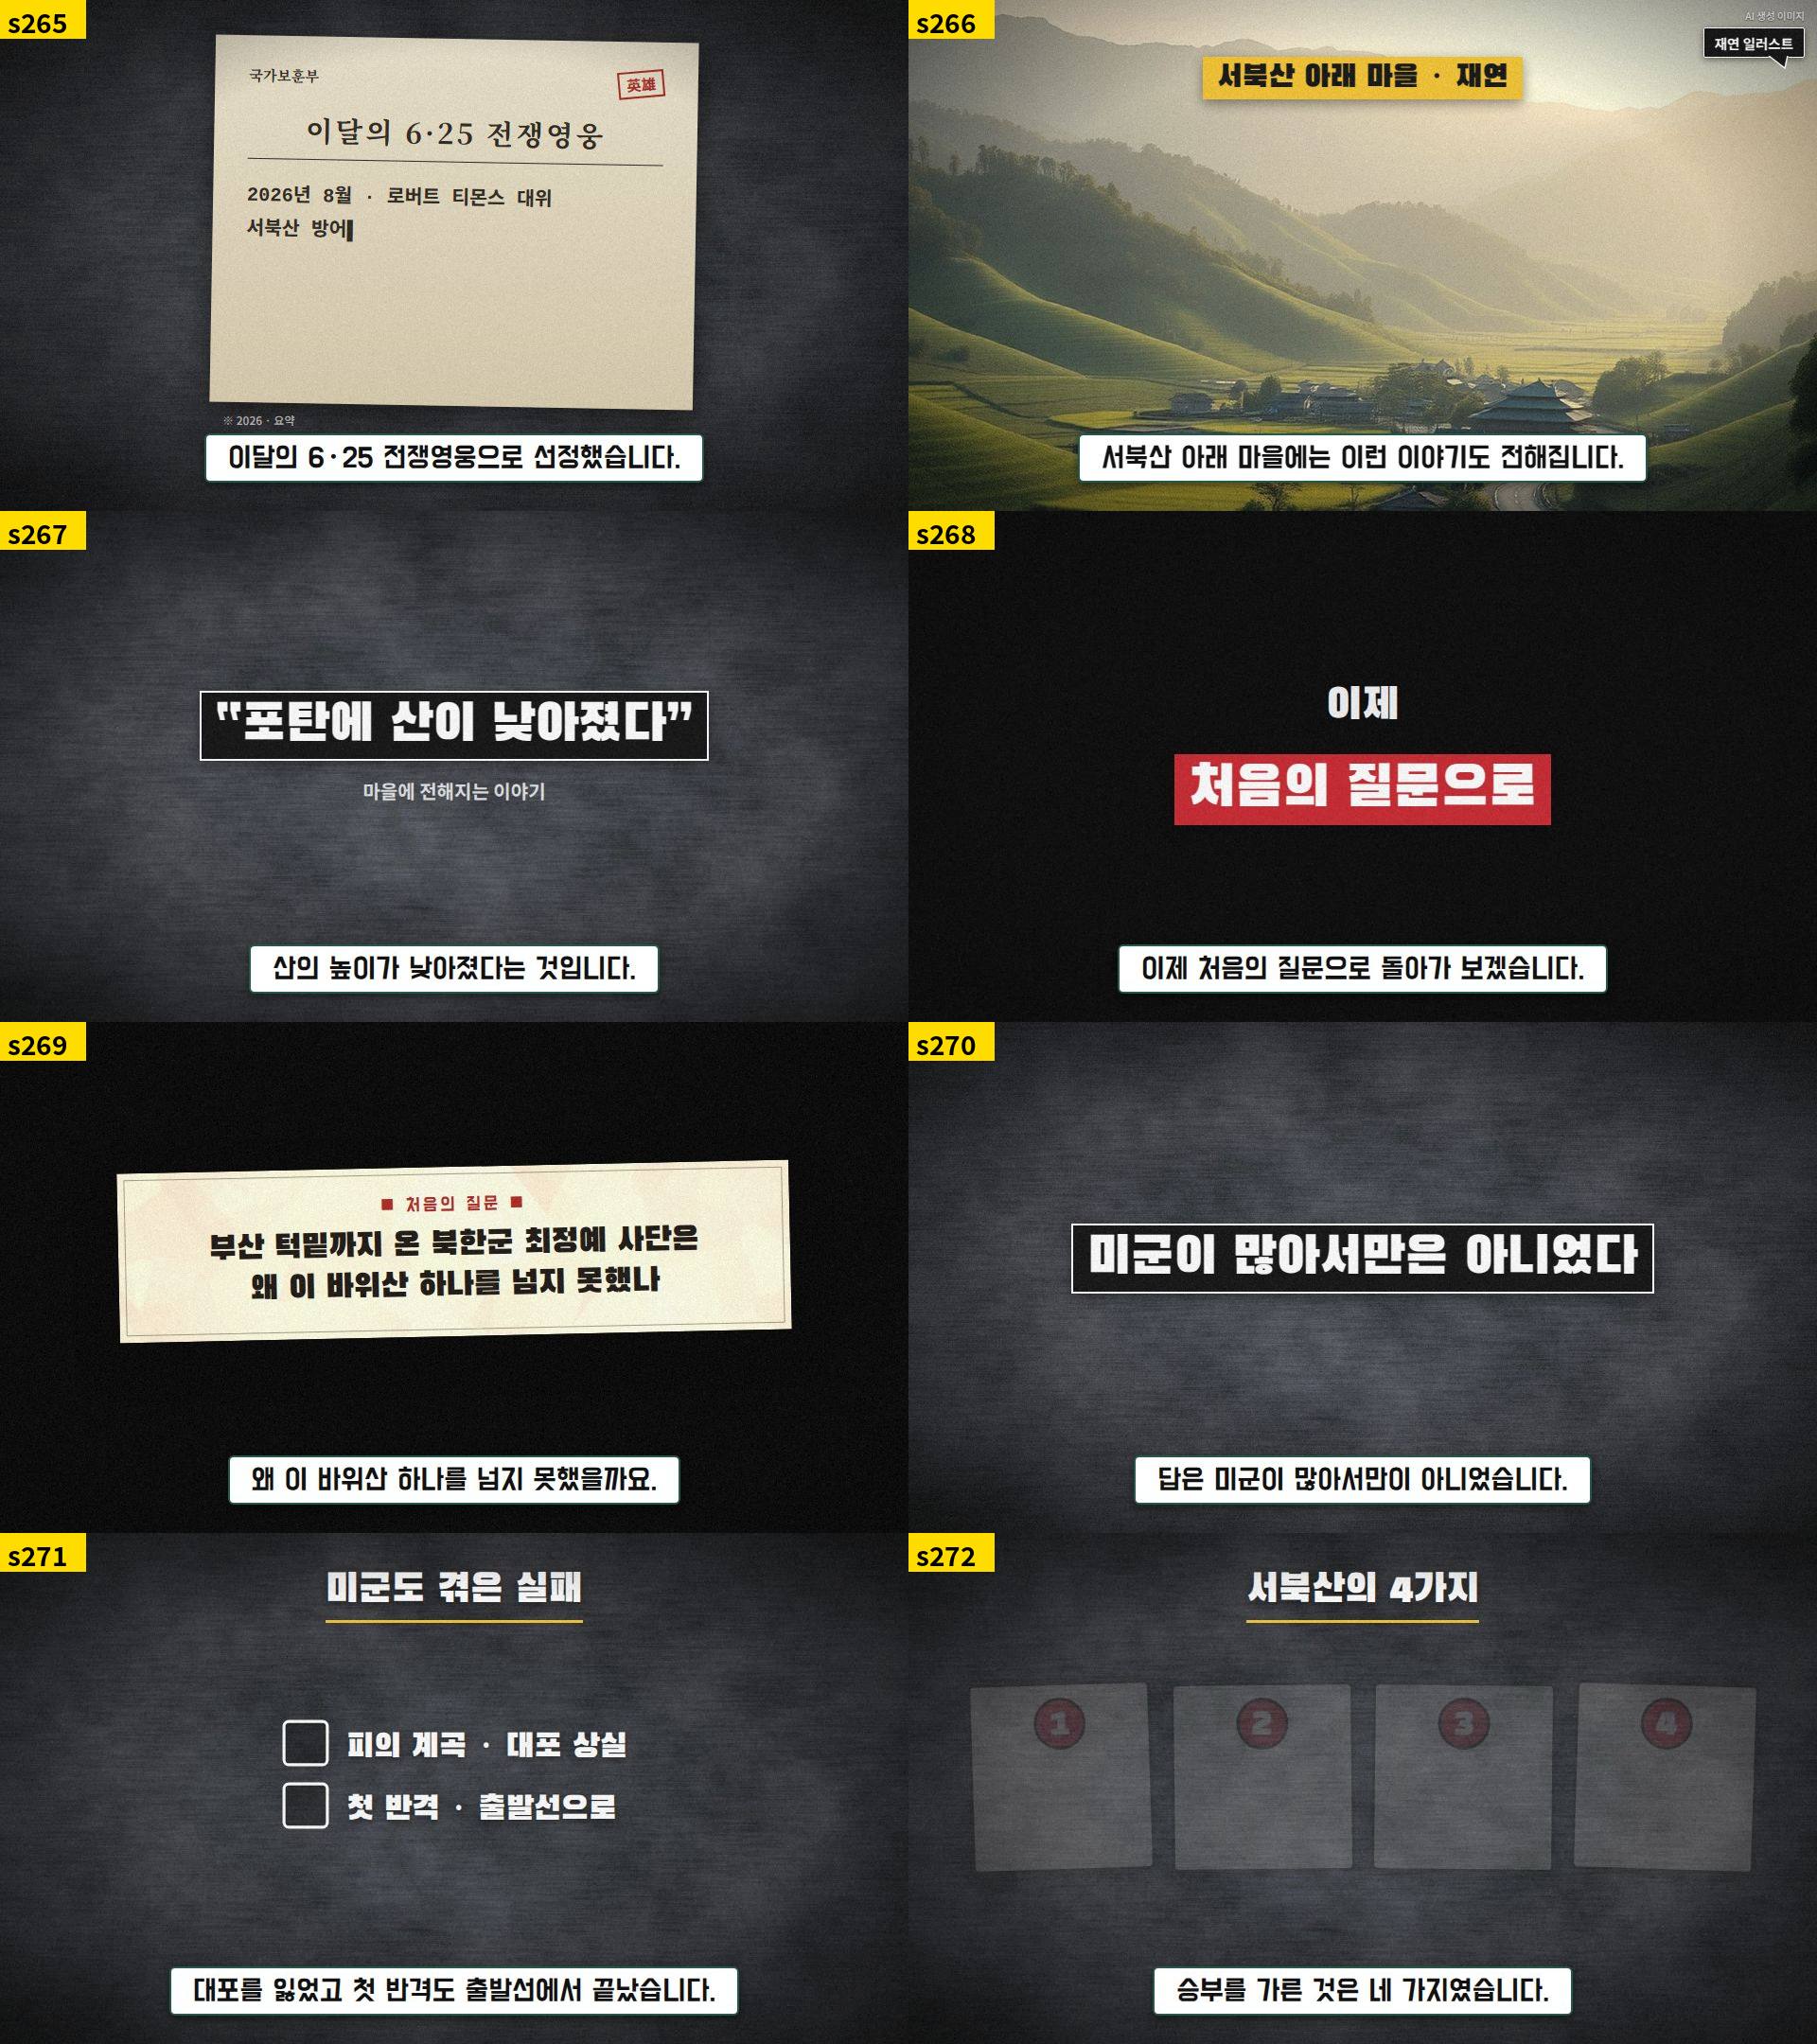 s265
국가보훈부
英雄
이달의 6·25 전쟁영웅
2026년 8월 · 로버트 티몬스 대위
서북산 방어
※ 2026 · 요약
이달의 6·25 전쟁영웅으로 선정했습니다.
s266
AI 생성 이미지
재연 일러스트
서북산 아래 마을 · 재연
서북산 아래 마을에는 이런 이야기도 전해집니다.
s267
"포탄에 산이 낮아졌다"
마을에 전해지는 이야기
산의 높이가 낮아졌다는 것입니다.
s268
이제
처음의 질문으로
이제 처음의 질문으로 돌아가 보겠습니다.
s269
■ 처음의 질문 ■
부산 턱밑까지 온 북한군 최정예 사단은
왜 이 바위산 하나를 넘지 못했나
왜 이 바위산 하나를 넘지 못했을까요.
s270
미군이 많아서만은 아니었다
답은 미군이 많아서만이 아니었습니다.
s271
미군도 겪은 실패
피의 계곡 · 대포 상실
첫 반격 · 출발선으로
대포를 잃었고 첫 반격도 출발선에서 끝났습니다.
s272
서북산의 4가지
1 2 3 4
승부를 가른 것은 네 가지였습니다.